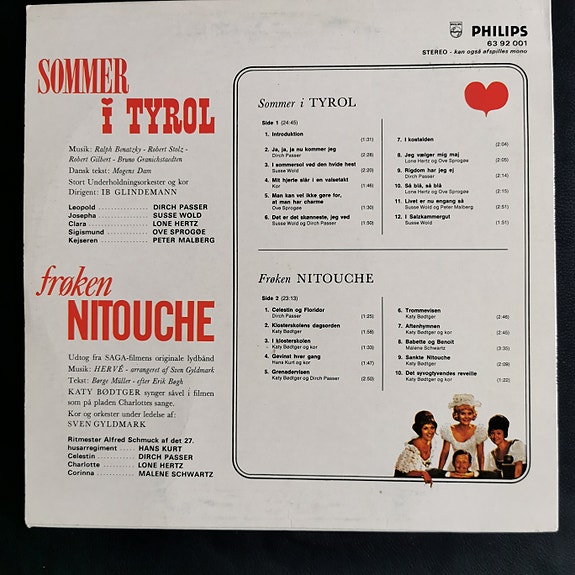 PHILIPS
63 92 001
STEREO - kan også afspilles mono
SOMMER
i TYROL
Musik: Ralph Benatzky - Robert Stolz -
Robert Gilbert - Bruno Granichstaedten
Dansk tekst: Mogens Dam
Stort Underholdningsorkester og kor
Dirigent: IB GLINDEMANN
Leopold ........... DIRCH PASSER
Josepha ........... SUSSE WOLD
Clara ............. LONE HERTZ
Sigismund ......... OVE SPROGØE
Kejseren .......... PETER MALBERG
frøken
NITOUCHE
Udtog fra SAGA-filmens originale lydbånd
Musik: HERVÉ - arrangeret af Sven Gyldmark
Tekst: Børge Müller - efter Erik Bøgh
KATY BØDTGER synger såvel i filmen
som på pladen Charlottes sange.
Kor og orkester under ledelse af:
SVEN GYLDMARK
Ritmester Alfred Schmuck af det 27.
husarregiment ..... HANS KURT
Celestin .......... DIRCH PASSER
Charlotte ......... LONE HERTZ
Corinna ........... MALENE SCHWARTZ
Sommer i TYROL
Side 1 (24:45)
1. Introduktion
(1:31)
2. Ja, ja, ja nu kommer jeg
Dirch Passer (2:28)
3. I sommersol ved den hvide hest
Susse Wold (2:20)
4. Mit hjerte slår i en valsetakt
Kor (1:46)
5. Man kan vel ikke gøre for,
at man har charme
Ove Sprogøe (1:30)
6. Det er det skønneste, jeg ved
Susse Wold og Dirch Passer (1:50)
7. I kostalden
(2:04)
8. Jeg vælger mig maj
Lone Hertz og Ove Sprogøe (2:05)
9. Rigdom har jeg ej
Dirch Passer (2:14)
10. Så blå, så blå
Lone Hertz og Ove Sprogøe (2:15)
11. Livet er nu engang så
Susse Wold og Peter Malberg (2:51)
12. I Salzkammergut
Susse Wold (1:51)
Frøken NITOUCHE
Side 2 (23:13)
1. Celestin og Floridor
Dirch Passer (1:25)
2. Klosterskolens dagsorden
Katy Bødtger (1:58)
3. I klosterskolen
Katy Bødtger og kor (1:33)
4. Gevinst hver gang
Hans Kurt og kor (1:47)
5. Grenadervisen
Katy Bødtger og Dirch Passer (2:50)
6. Trommevisen
Katy Bødtger (2:46)
7. Aftenhymnen
Katy Bødtger og kor (2:45)
8. Babette og Benoit
Malene Schwartz (3:35)
9. Sankte Nitouche
Katy Bødtger (2:09)
10. Det syvogtyvendes reveille
Katy Bødtger og kor (1:22)